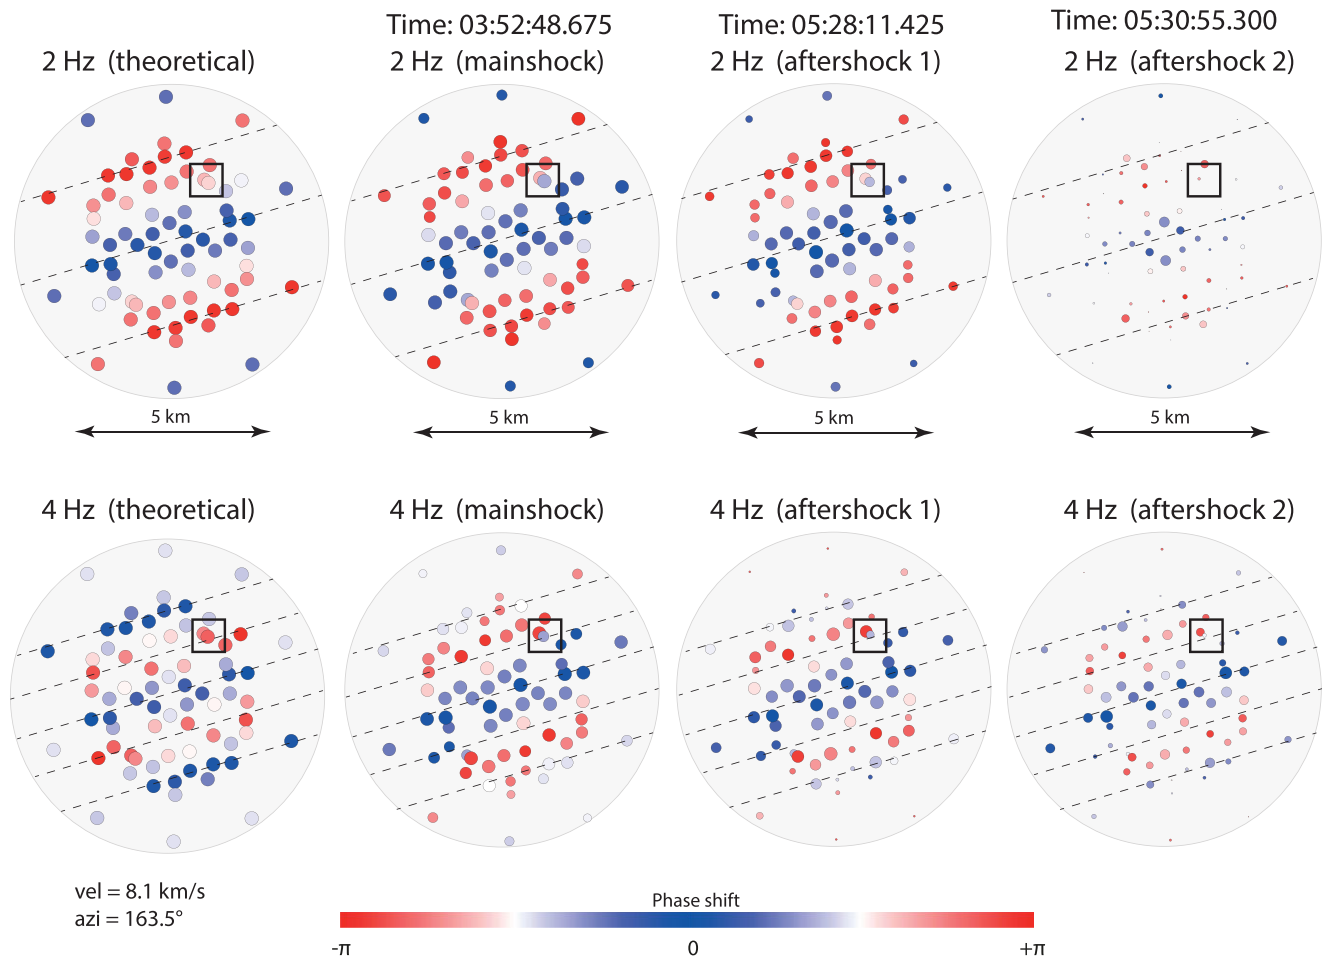 Time: 03:52:48.675
Time: 05:28:11.425
Time: 05:30:55.300
2 Hz (theoretical)
2 Hz (mainshock)
2 Hz (aftershock 1)
2 Hz (aftershock 2)
5 km
5 km
5 km
5 km
4 Hz (theoretical)
4 Hz (mainshock)
4 Hz (aftershock 1)
4 Hz (aftershock 2)
vel = 8.1 km/s
azi = 163.5°
Phase shift
-π
0
+π